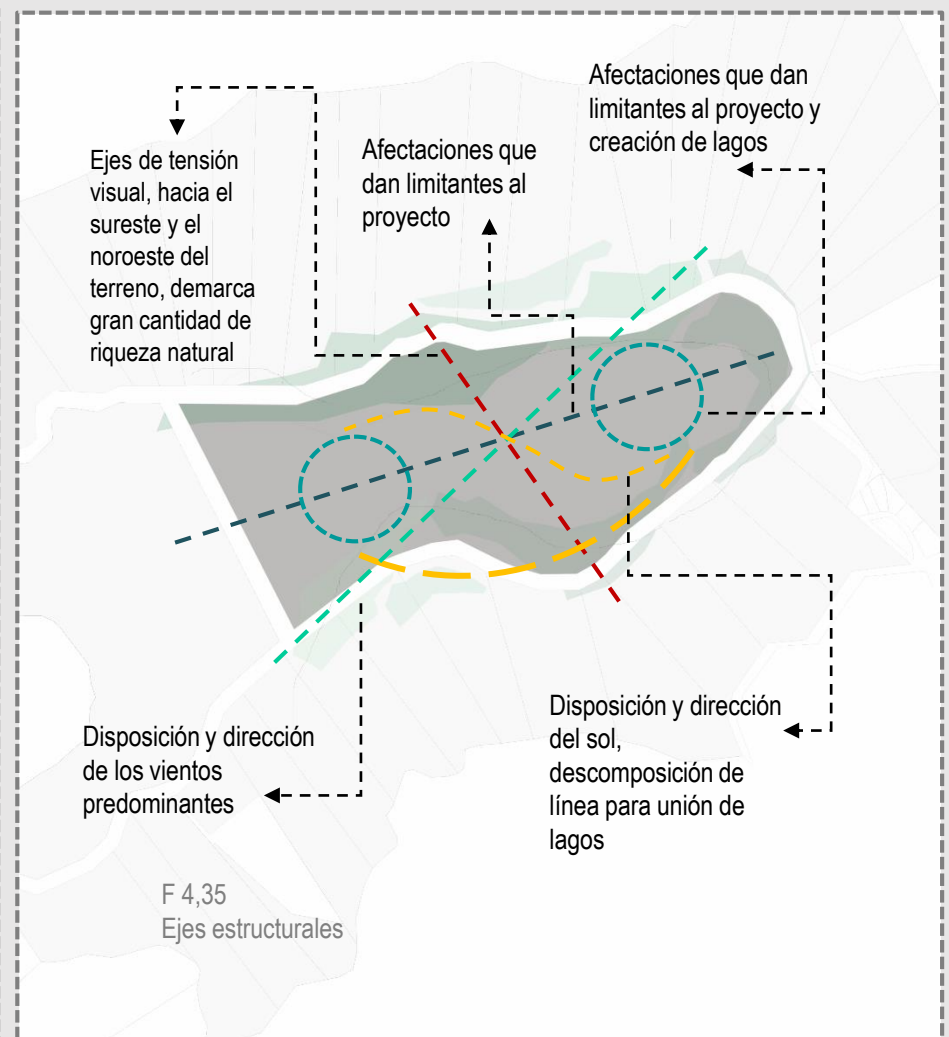 Afectaciones que dan
limitantes al proyecto y
creación de lagos
Afectaciones que
dan limitantes al
proyecto
Ejes de tensión
visual, hacia el
sureste y el
noroeste del
terreno, demarca
gran cantidad de
riqueza natural
Disposición y dirección
de los vientos
predominantes
Disposición y dirección
del sol,
descomposición de
línea para unión de
lagos
F 4,35
Ejes estructurales